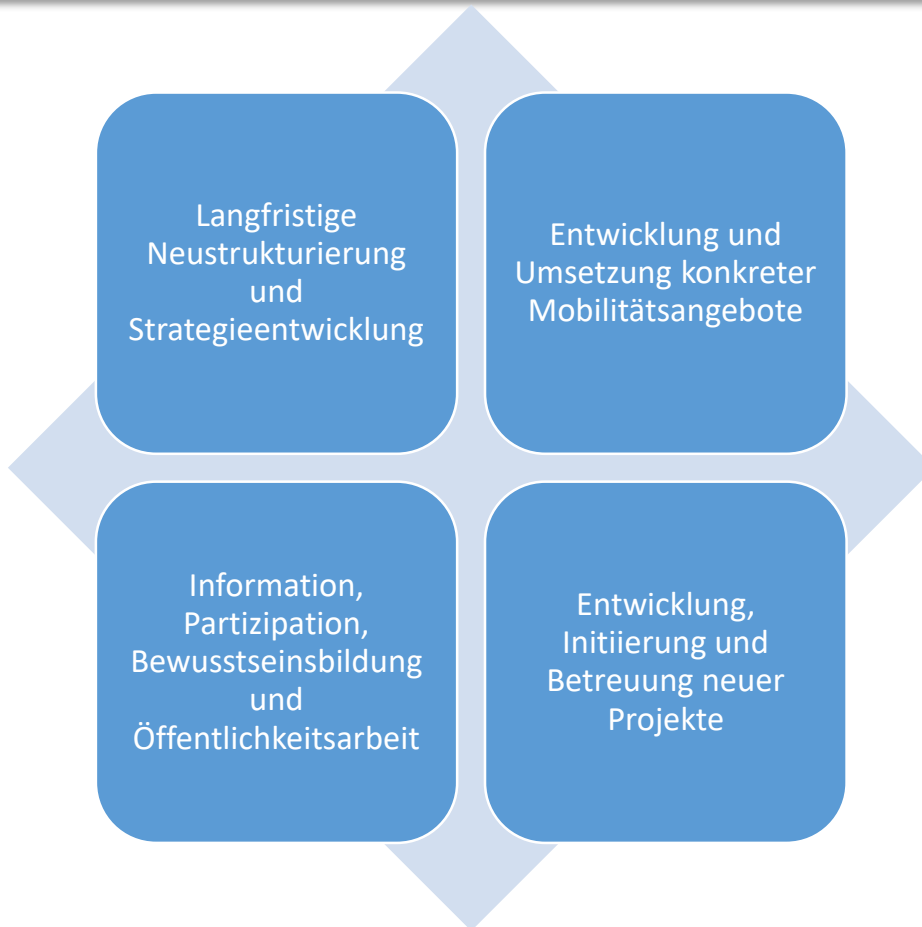 Langfristige
Neustrukturierung
und
Strategieentwicklung
Entwicklung und
Umsetzung konkreter
Mobilitätsangebote
Information,
Partizipation,
Bewusstseinsbildung
und
Öffentlichkeitsarbeit
Entwicklung,
Initiierung und
Betreuung neuer
Projekte